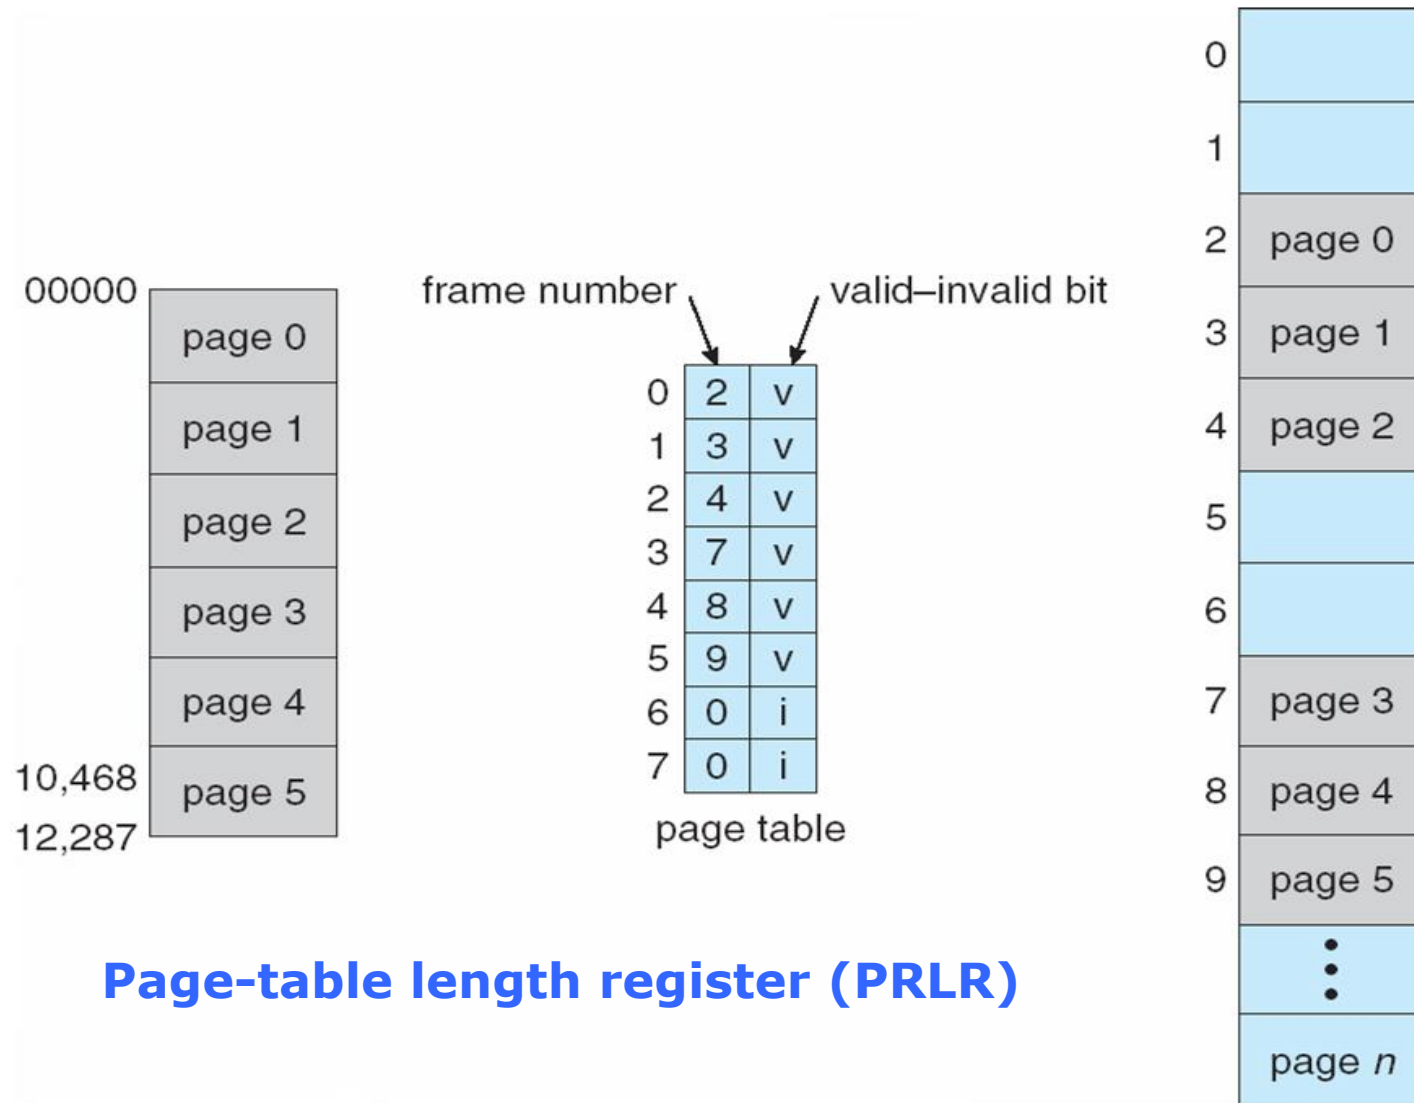 00000
page 0
page 1
page 2
page 3
page 4
10,468
page 5
12,287
frame number
valid–invalid bit
0 2 v
1 3 v
2 4 v
3 7 v
4 8 v
5 9 v
6 0 i
7 0 i
page table
0
1
2 page 0
3 page 1
4 page 2
5
6
7 page 3
8 page 4
9 page 5
page n
Page-table length register (PRLR)